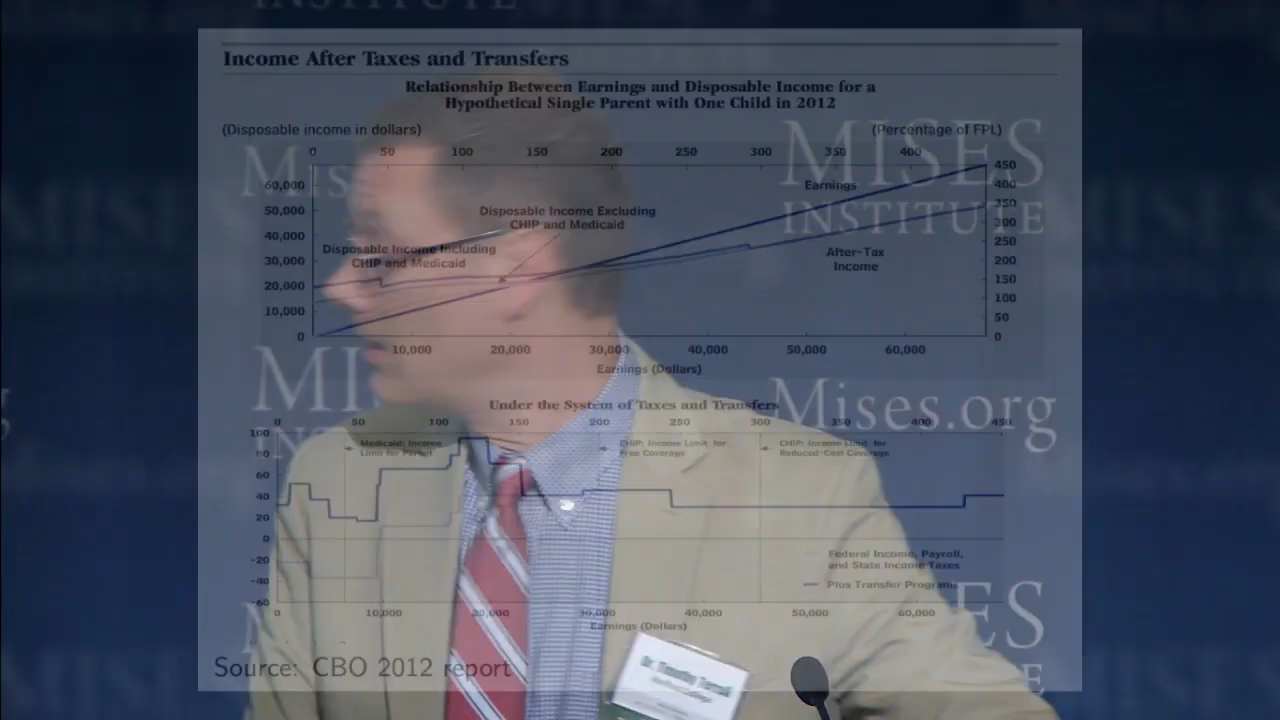 INSTITUTE
Income After Taxes and Transfers
Relationship Between Earnings and Disposable Income for a
Hypothetical Single Parent with One Child in 2012
(Disposable income in dollars) (Percentage of FPL)
MISES
INSTITUTE
0 50 100 150 200 250 300 350 400
60,000
50,000
40,000
30,000
20,000
10,000
0
450
400
350
300
250
200
150
100
50
0
Earnings
Disposable Income Excluding
CHIP and Medicaid
Disposable Income Including
CHIP and Medicaid
After-Tax
Income
10,000 20,000 30,000 40,000 50,000 60,000
Earnings (Dollars)
Mises.org
Under the System of Taxes and Transfers
0 50 100 150 200 250 300 350 400 450
100
80
60
40
20
0
-20
-40
-60
Medicaid: Income
Limit for Parent
CHIP: Income Limit for
Free Coverage
CHIP: Income Limit for
Reduced-Cost Coverage
Federal Income, Payroll,
and State Income Taxes
Plus Transfer Programs
0 10,000 20,000 30,000 40,000 50,000 60,000
Earnings (Dollars)
Source: CBO 2012 report
Dr. Timothy Terrell